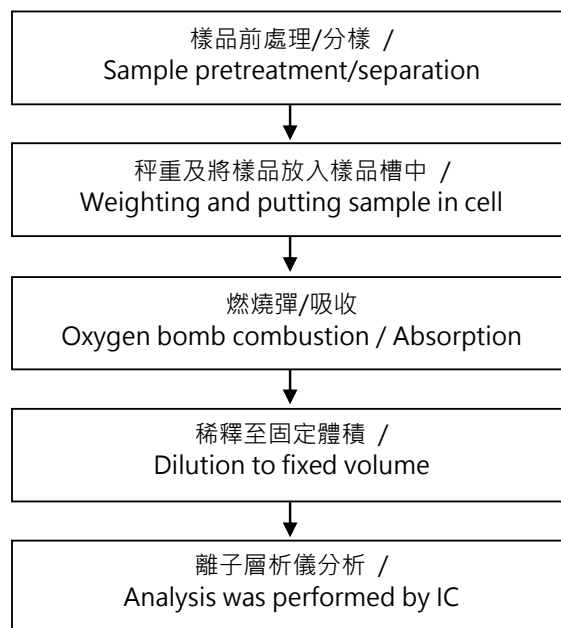 樣品前處理/分樣 /
Sample pretreatment/separation
秤重及將樣品放入樣品槽中 /
Weighting and putting sample in cell
燃燒彈/吸收
Oxygen bomb combustion / Absorption
稀釋至固定體積 /
Dilution to fixed volume
離子層析儀分析 /
Analysis was performed by IC